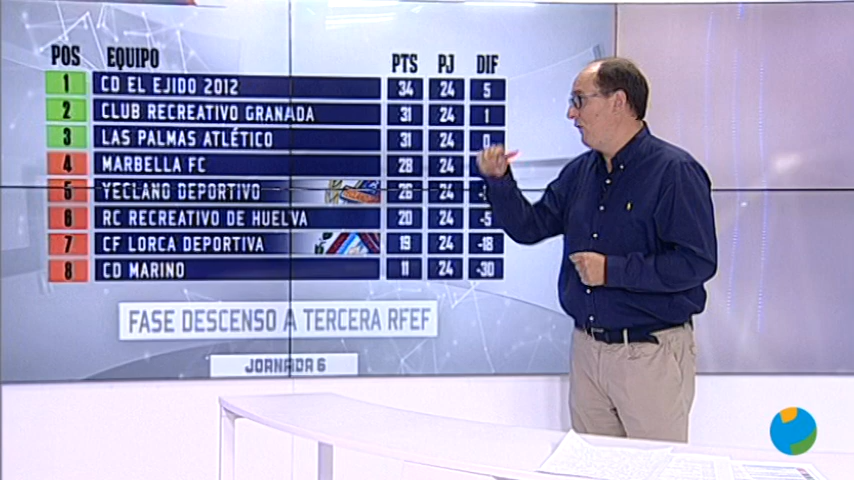 POS EQUIPO PTS PJ DIF
1 CD EL EJIDO 2012 34 24 5
2 CLUB RECREATIVO GRANADA 31 24 1
3 LAS PALMAS ATLÉTICO 31 24 0
4 MARBELLA FC 28 24
5 YECLANO DEPORTIVO 26 24
6 RC RECREATIVO DE HUELVA 20 24 -5
7 CF LORCA DEPORTIVA 19 24 -18
8 CD MARINO 11 24 -30
FASE DESCENSO A TERCERA RFEF
JORNADA 6